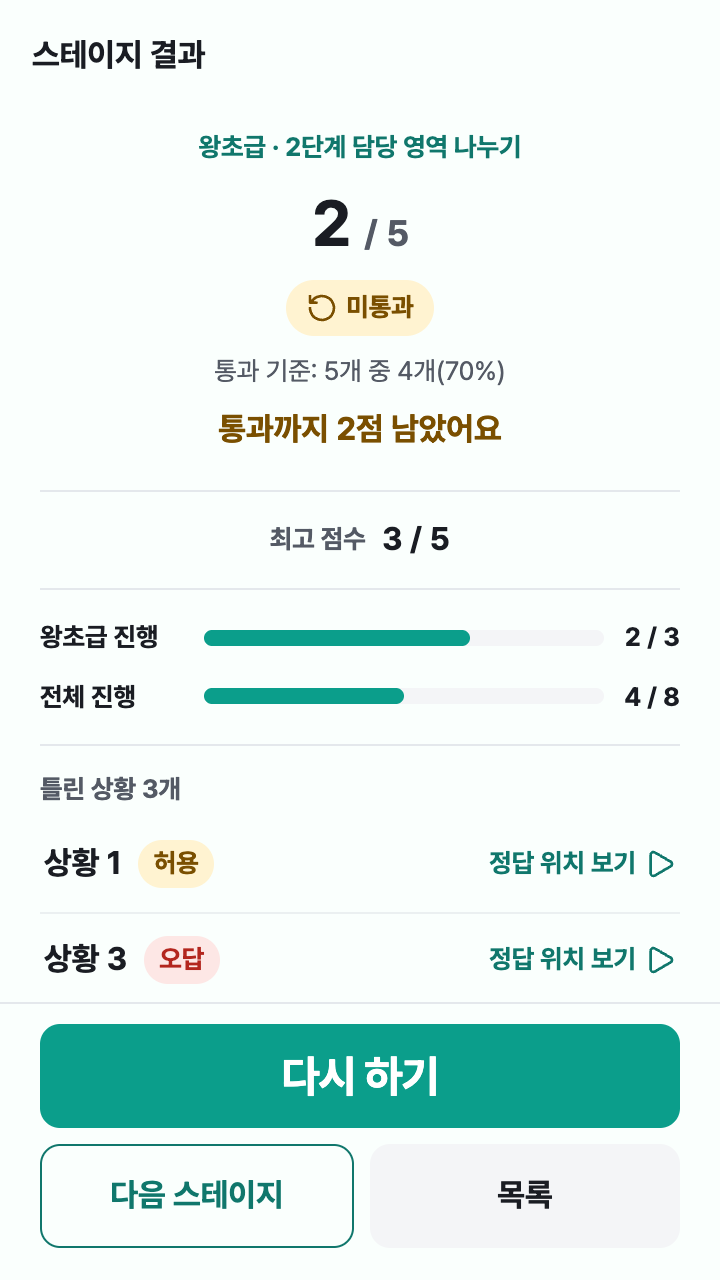 스테이지 결과
왕초급 · 2단계 담당 영역 나누기
2 / 5
미통과
통과 기준: 5개 중 4개(70%)
통과까지 2점 남았어요
최고 점수 3 / 5
왕초급 진행 2 / 3
전체 진행 4 / 8
틀린 상황 3개
상황 1 허용 정답 위치 보기
상황 3 오답 정답 위치 보기
다시 하기
다음 스테이지 목록